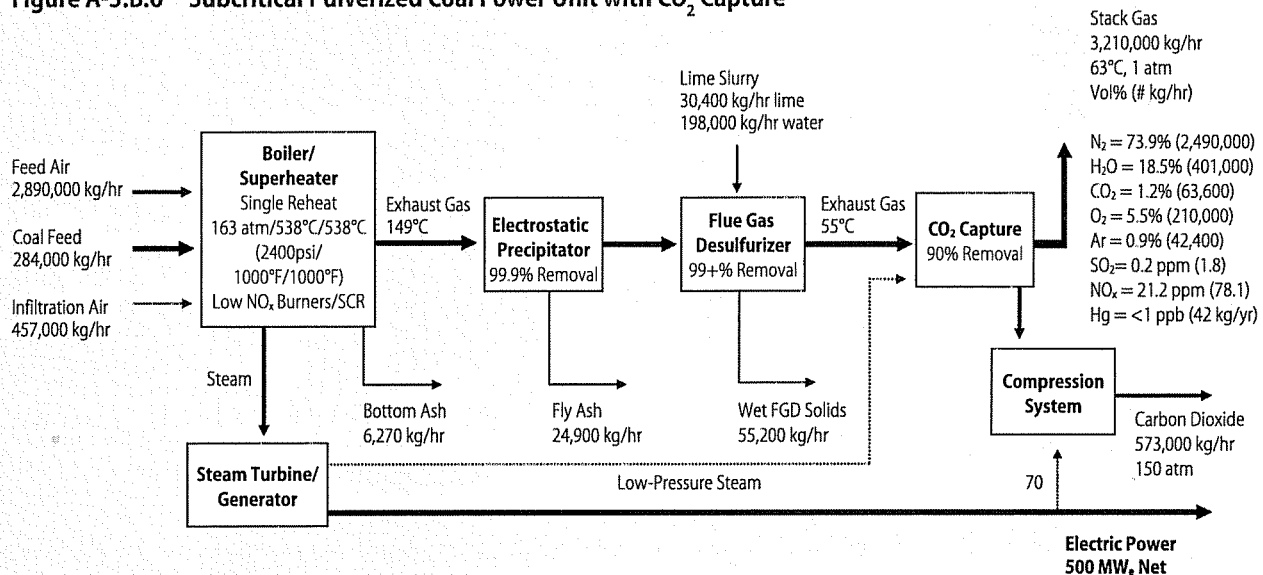 Figure A-3.B.6 Subcritical Pulverized Coal Power Unit with CO₂ Capture
Stack Gas
3,210,000 kg/hr
63°C, 1 atm
Vol% (# kg/hr)
N₂ = 73.9% (2,490,000)
H₂O = 18.5% (401,000)
CO₂ = 1.2% (63,600)
O₂ = 5.5% (210,000)
Ar = 0.9% (42,400)
SO₂= 0.2 ppm (1.8)
NOₓ = 21.2 ppm (78.1)
Hg = <1 ppb (42 kg/yr)
Lime Slurry
30,400 kg/hr lime
198,000 kg/hr water
Feed Air
2,890,000 kg/hr
Coal Feed
284,000 kg/hr
Infiltration Air
457,000 kg/hr
Boiler/
Superheater
Single Reheat
163 atm/538°C/538°C
(2400psi/
1000°F/1000°F)
Low NOₓ Burners/SCR
Exhaust Gas
149°C
Electrostatic
Precipitator
99.9% Removal
Flue Gas
Desulfurizer
99+% Removal
Exhaust Gas
55°C
CO₂ Capture
90% Removal
Steam
Bottom Ash
6,270 kg/hr
Fly Ash
24,900 kg/hr
Wet FGD Solids
55,200 kg/hr
Compression
System
Carbon Dioxide
573,000 kg/hr
150 atm
Steam Turbine/
Generator
Low-Pressure Steam
70
Electric Power
500 MWₑ Net